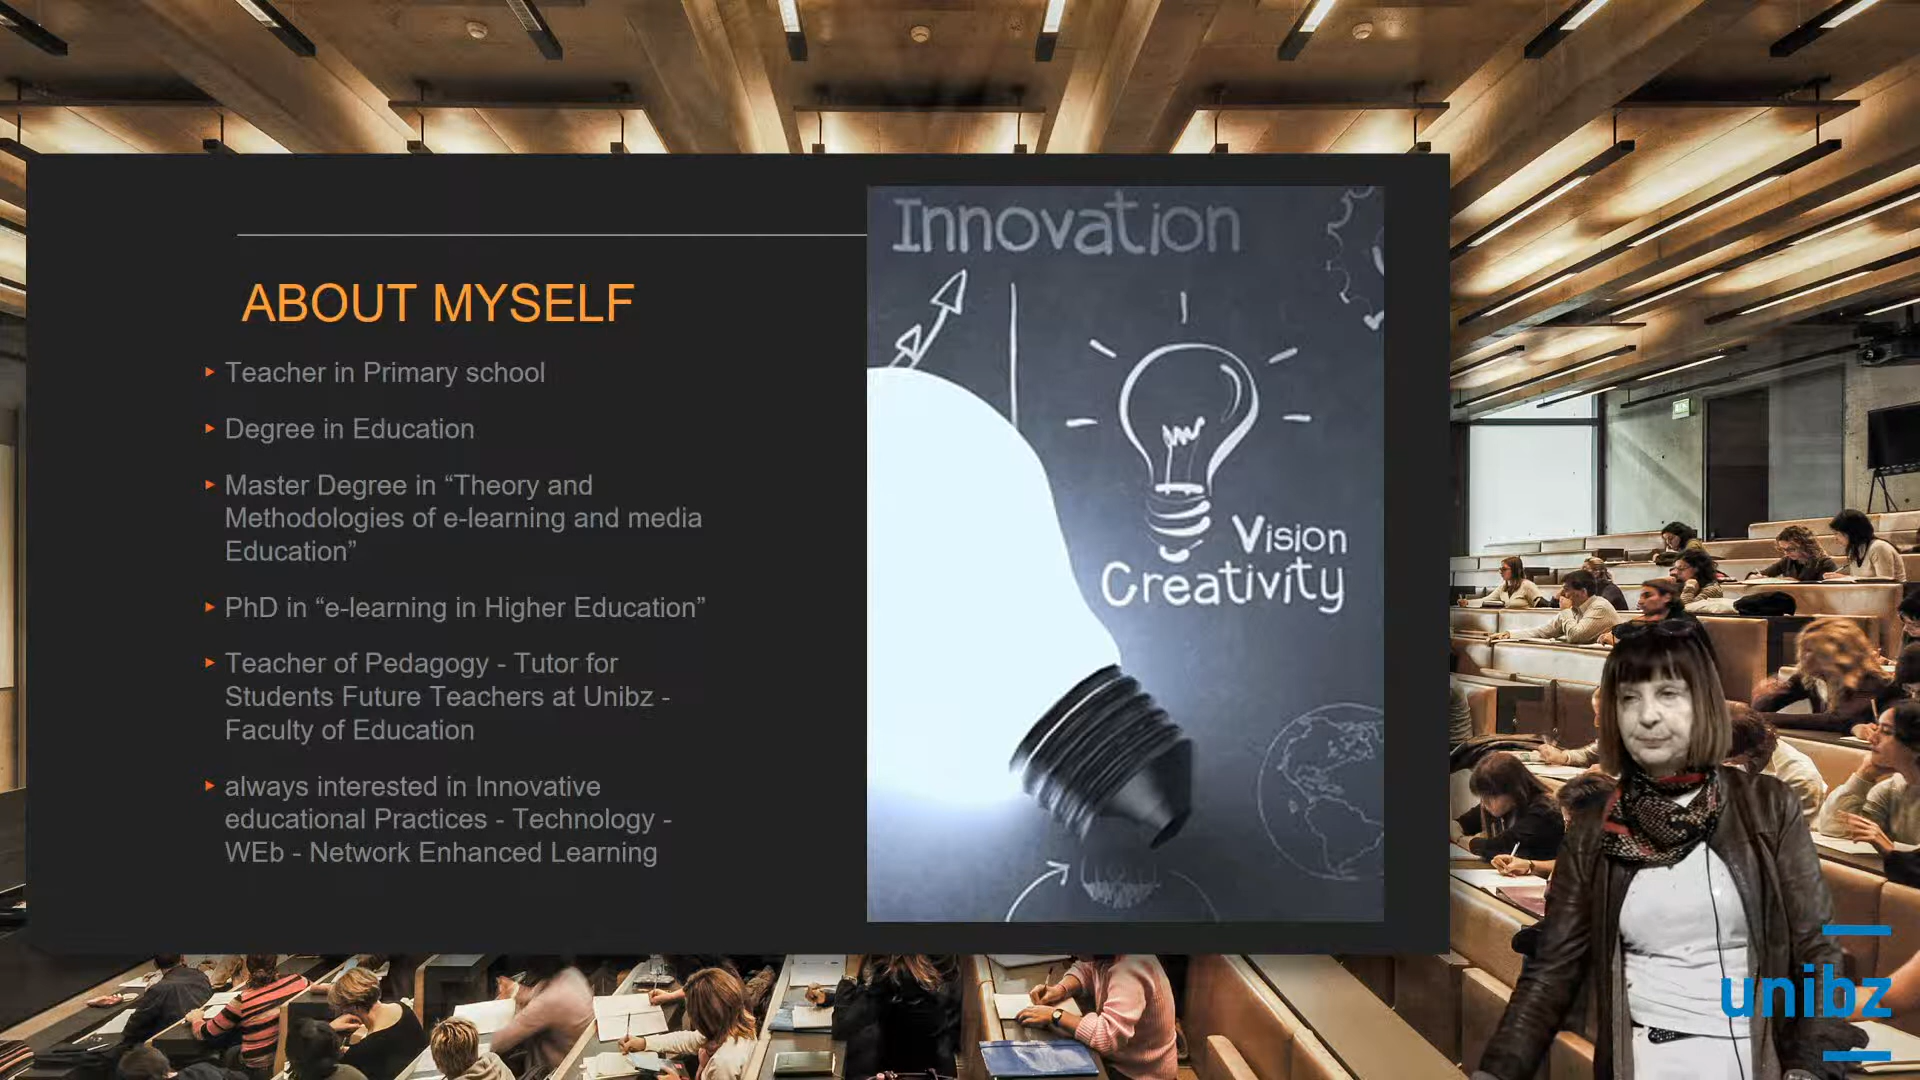 ABOUT MYSELF
Teacher in Primary school
Degree in Education
Master Degree in “Theory and
Methodologies of e-learning and media
Education”
PhD in “e-learning in Higher Education”
Teacher of Pedagogy - Tutor for
Students Future Teachers at Unibz -
Faculty of Education
always interested in Innovative
educational Practices - Technology -
WEb - Network Enhanced Learning
Innovation
Vision
Creativity
unibz